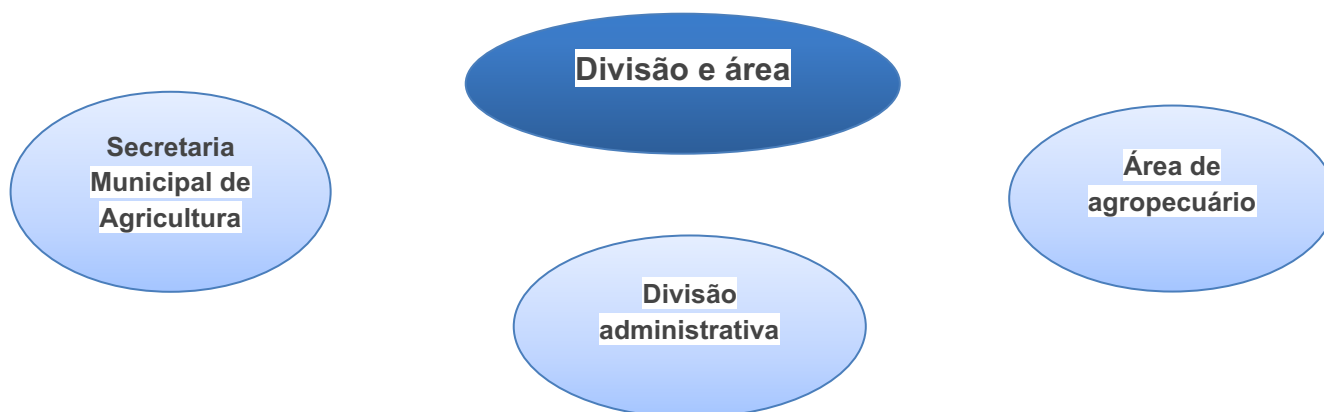 Divisão e área
Secretaria
Municipal de
Agricultura
Área de
agropecuário
Divisão
administrativa